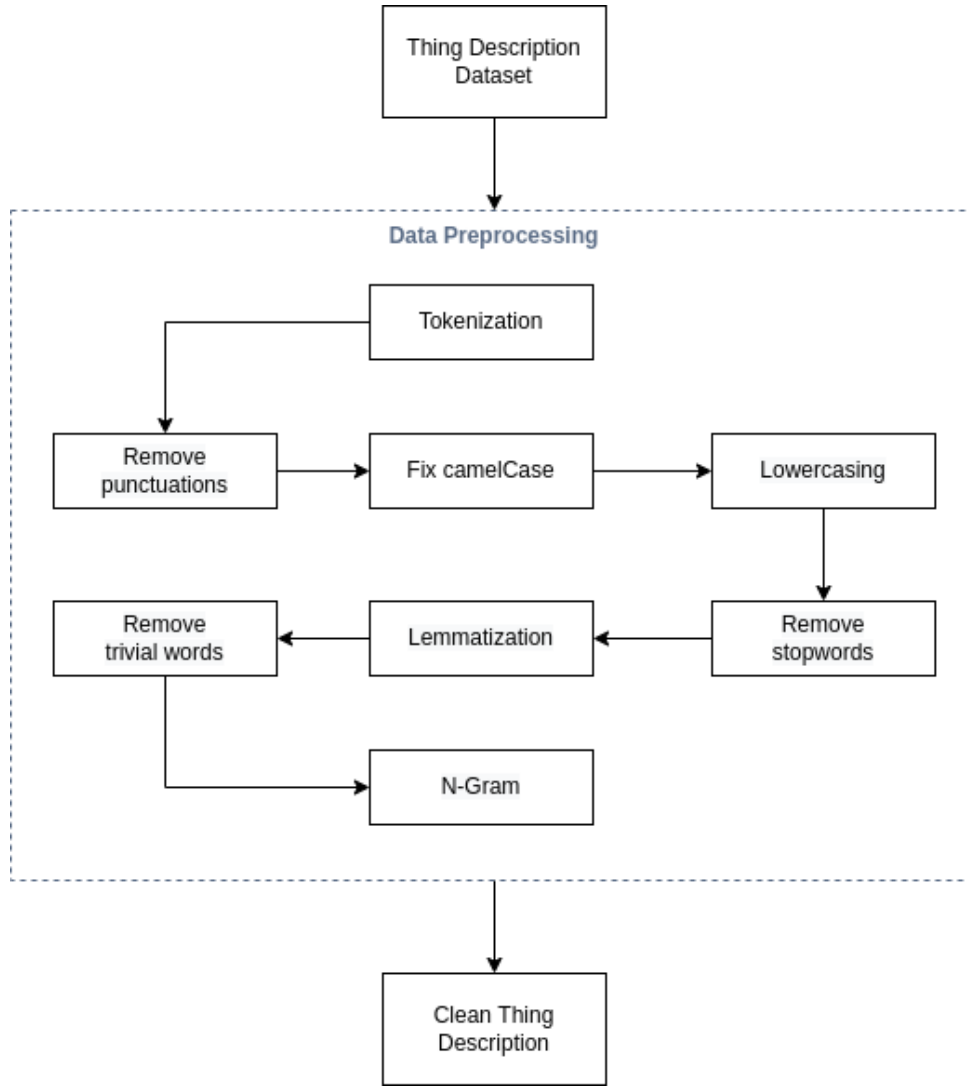 Thing Description
Dataset
Data Preprocessing
Tokenization
Remove
punctuations
Fix camelCase
Lowercasing
Remove
trivial words
Lemmatization
Remove
stopwords
N-Gram
Clean Thing
Description